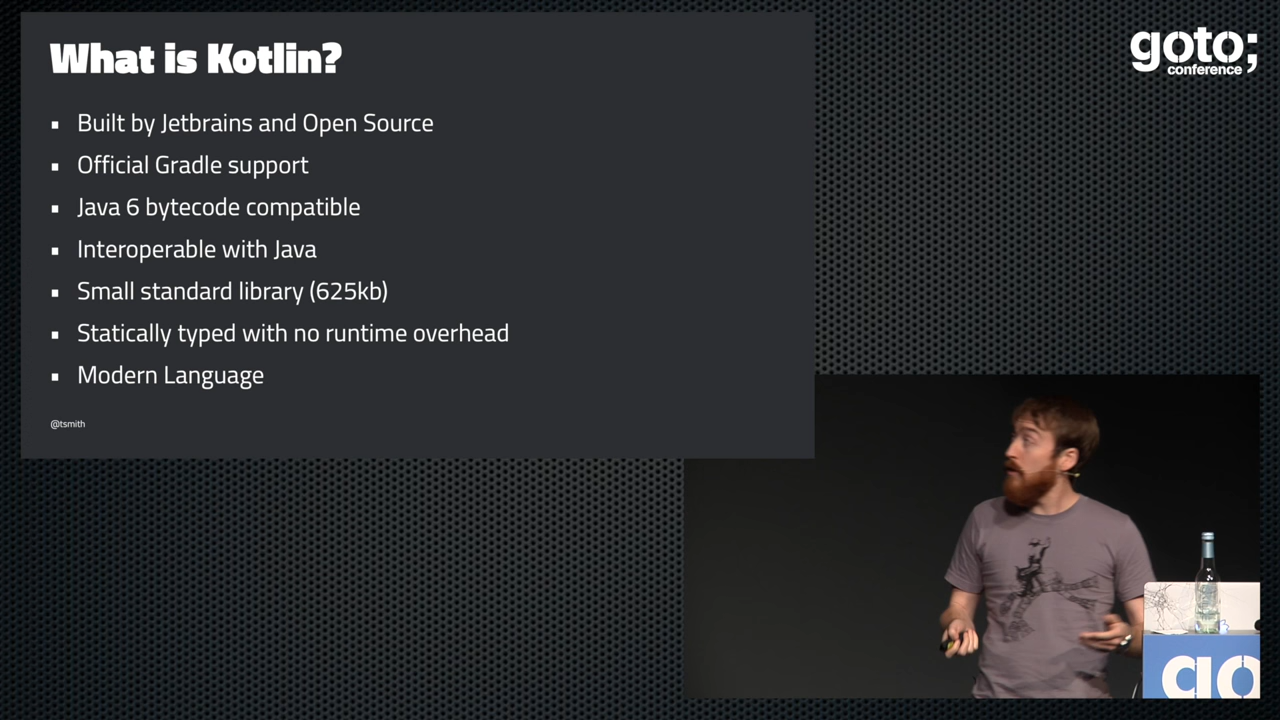 What is Kotlin?
Built by Jetbrains and Open Source
Official Gradle support
Java 6 bytecode compatible
Interoperable with Java
Small standard library (625kb)
Statically typed with no runtime overhead
Modern Language
@tsmith
goto;
conference